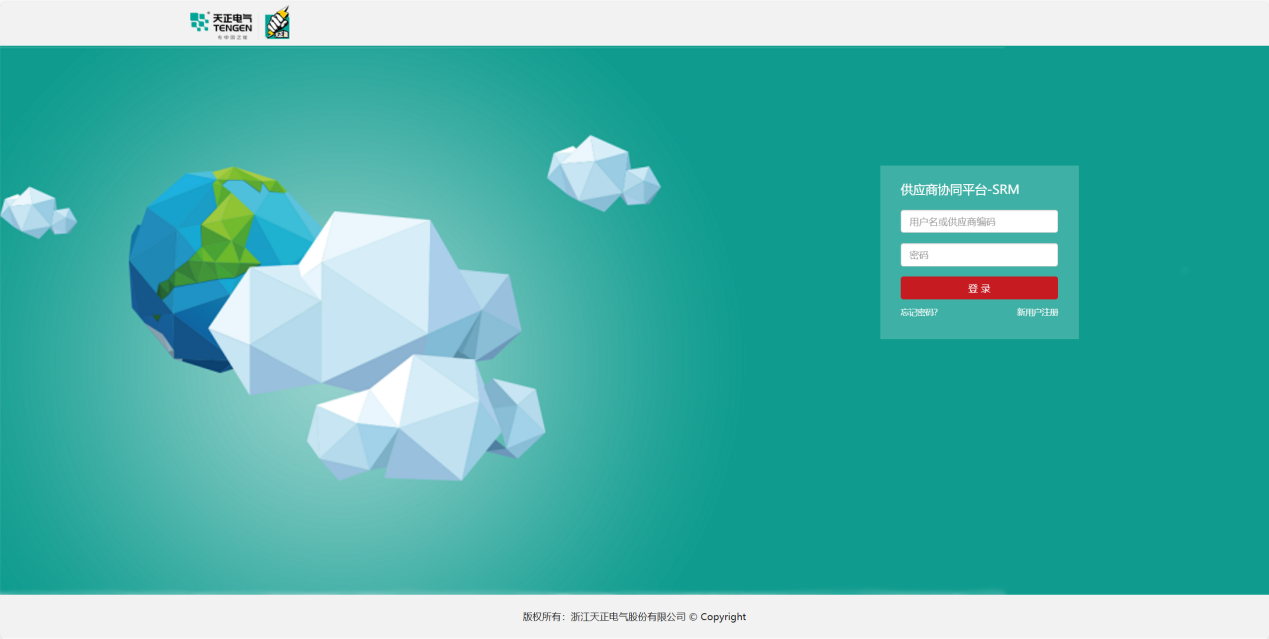 天正电气
TENGEN
供应商协同平台-SRM
用户名或供应商编码
密码
登 录
忘记密码?
新用户注册
版权所有：浙江天正电气股份有限公司 © Copyright